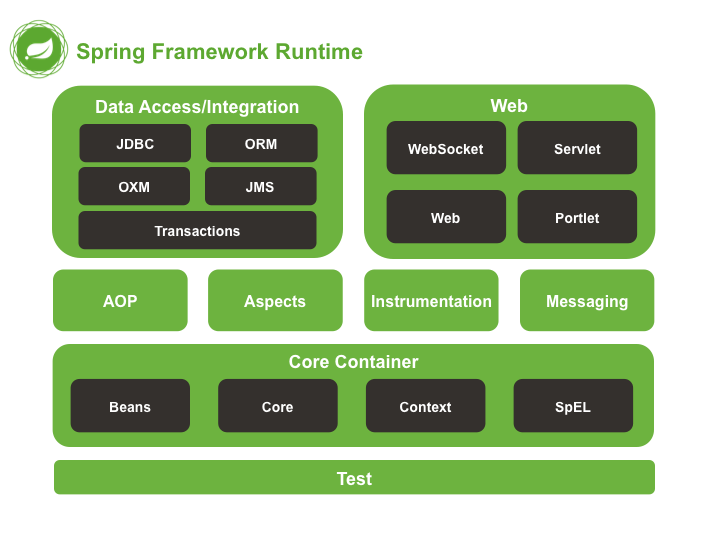 Spring Framework Runtime
Data Access/Integration
JDBC
ORM
OXM
JMS
Transactions
Web
WebSocket
Servlet
Web
Portlet
AOP
Aspects
Instrumentation
Messaging
Core Container
Beans
Core
Context
SpEL
Test